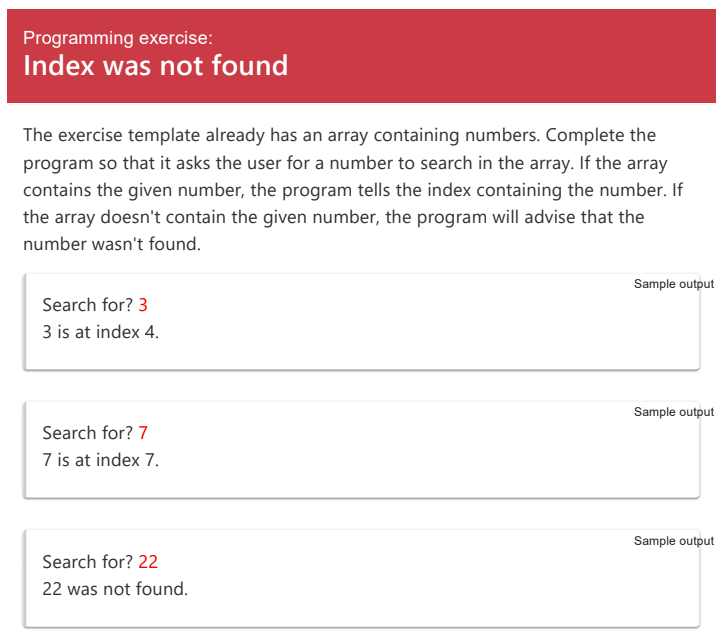 Programming exercise:
Index was not found
The exercise template already has an array containing numbers. Complete the
program so that it asks the user for a number to search in the array. If the array
contains the given number, the program tells the index containing the number. If
the array doesn't contain the given number, the program will advise that the
number wasn't found.
Sample output
Search for? 3
3 is at index 4.
Sample output
Search for? 7
7 is at index 7.
Sample output
Search for? 22
22 was not found.